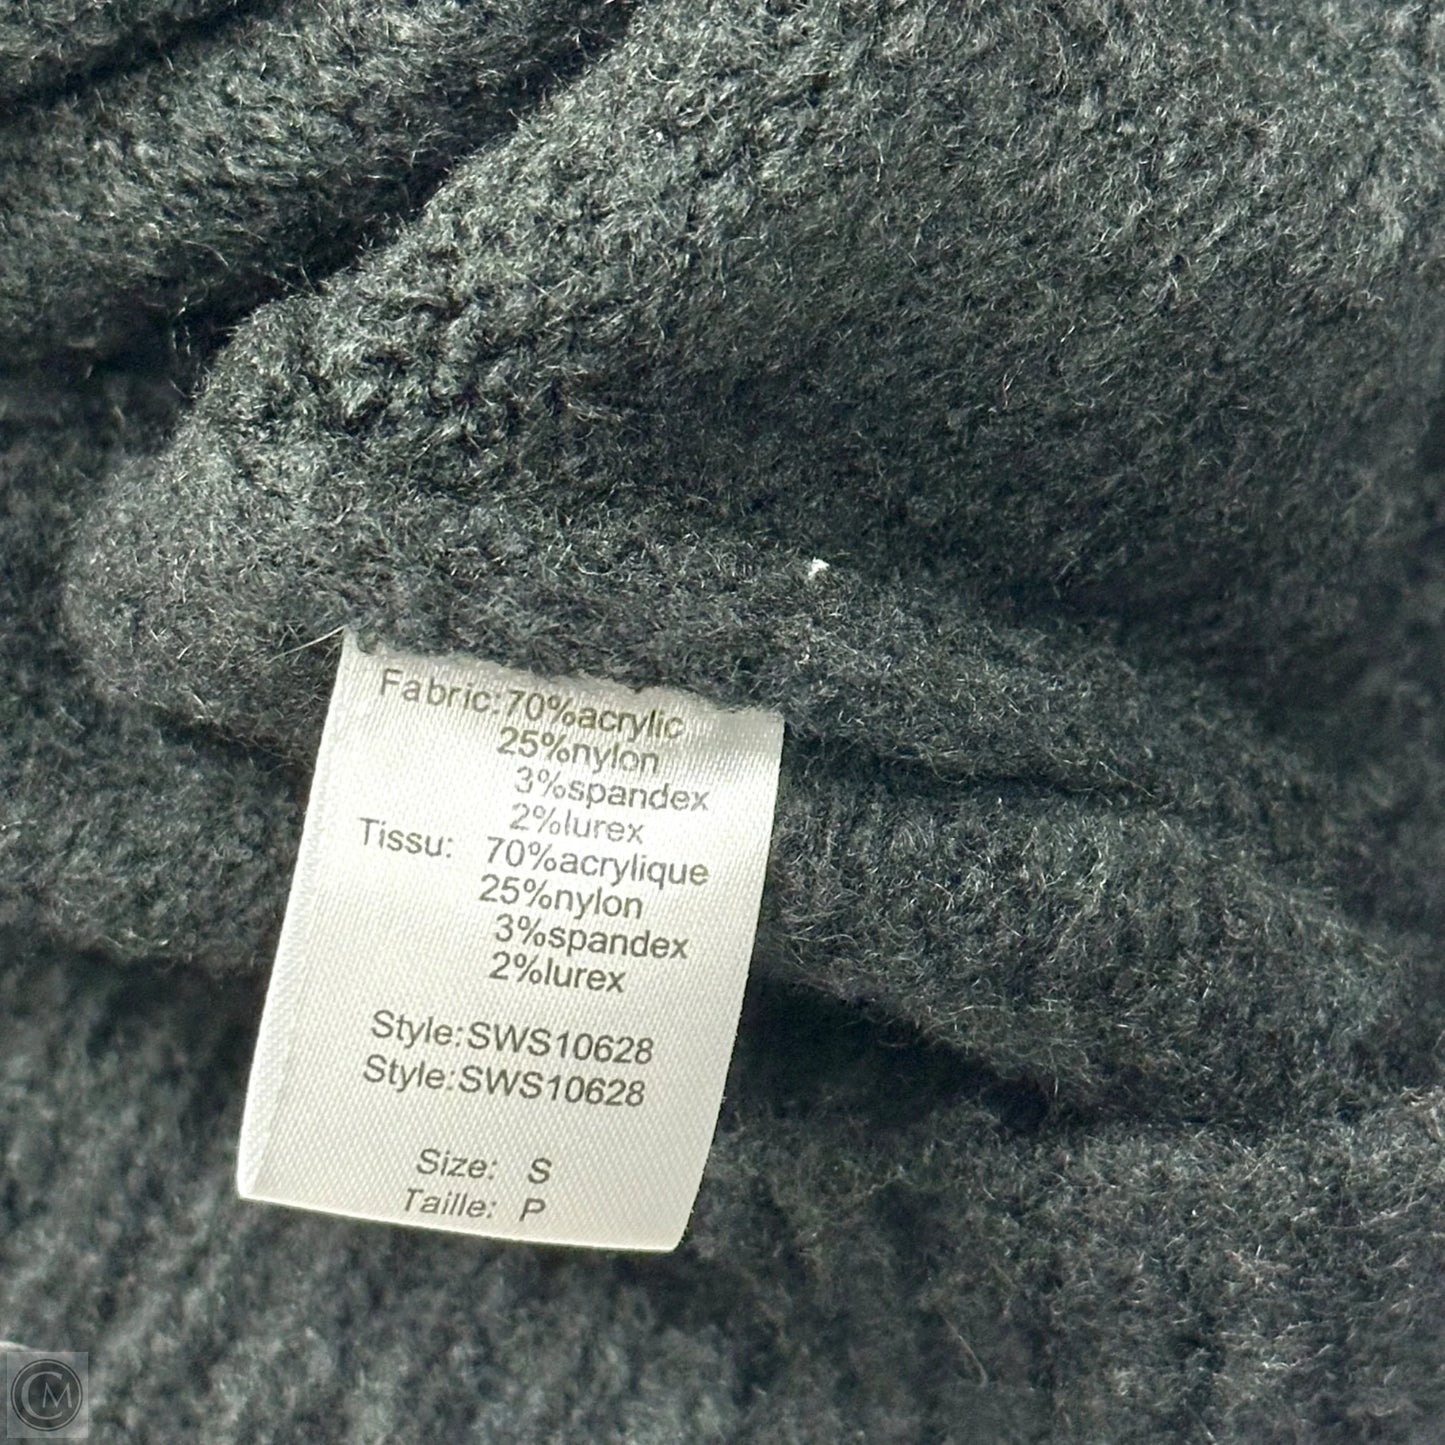 Fabric:70%acrylic
25%nylon
3%spandex
2%lurex
Tissu: 70%acrylique
25%nylon
3%spandex
2%lurex
Style:SWS10628
Style:SWS10628
Size: S
Taille: P
CM